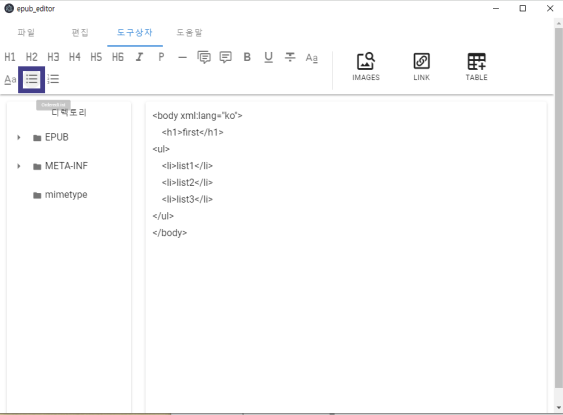 epub_editor
파일 편집 도구상자 도움말
H1 H2 H3 H4 H5 H6 I P B U T Aa
IMAGES LINK TABLE
Aa
디렉토리
EPUB
META-INF
mimetype
<body xml:lang="ko">
<h1>first</h1>
<ul>
<li>list1</li>
<li>list2</li>
<li>list3</li>
</ul>
</body>